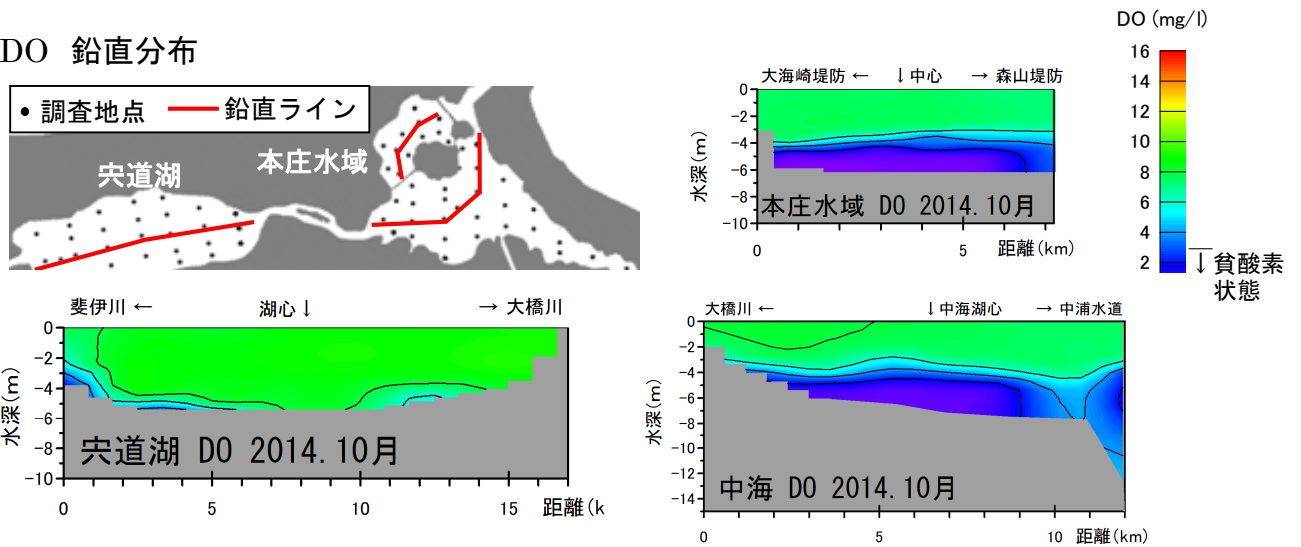 DO 鉛直分布
• 調査地点 ― 鉛直ライン
宍道湖
本庄水域
大海崎堤防 ← ↓中心 → 森山堤防
水深(m)
0
-2
-4
-6
-8
-10
本庄水域 DO 2014.10月
0 5 距離(km)
DO (mg/l)
16
14
12
10
8
6
4
2
↓貧酸素
状態
斐伊川 ← 湖心↓ → 大橋川
水深(m)
0
-2
-4
-6
-8
-10
宍道湖 DO 2014.10月
0 5 10 15 距離(k
大橋川 ← ↓中海湖心 → 中浦水道
水深(m)
0
-2
-4
-6
-8
-10
-12
-14
中海 DO 2014.10月
0 5 10 距離(km)